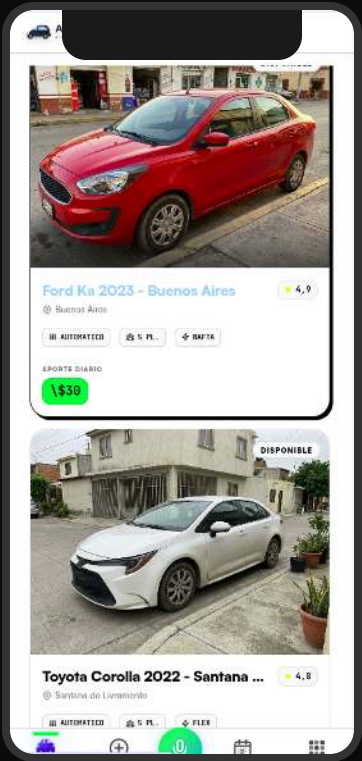 DISPONIBLE
Ford Ka 2023 - Buenos Aires
4,9
Buenos Aires
AUTOMATICO
5 PL.
NAFTA
APORTE DIARIO
\$30
DISPONIBLE
Toyota Corolla 2022 - Santana ...
4,8
Santana do Livramento
AUTOMATICO
5 PL.
FLEX